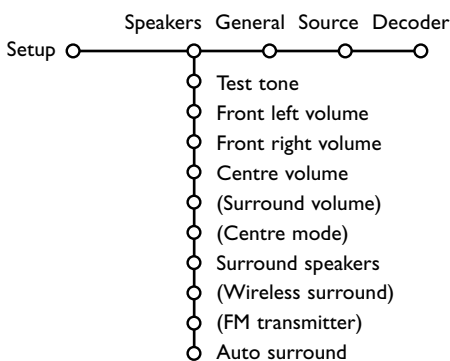 Speakers General Source Decoder
Setup
Test tone
Front left volume
Front right volume
Centre volume
(Surround volume)
(Centre mode)
Surround speakers
(Wireless surround)
(FM transmitter)
Auto surround